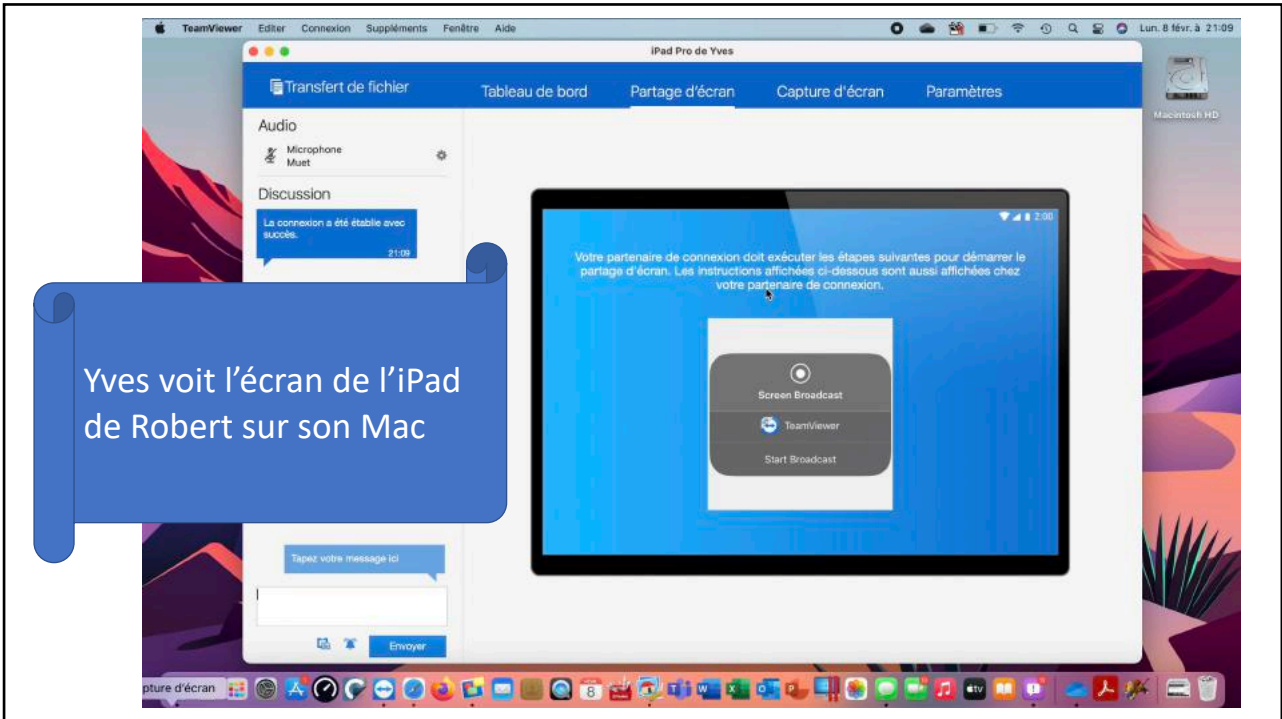 TeamViewer Editer Connexion Suppléments Fenêtre Aide
Lun. 8 févr. à 21:09
iPad Pro de Yves
Transfert de fichier
Tableau de bord Partage d'écran Capture d'écran Paramètres
Macintosh HD
Audio
Microphone
Muet
Discussion
La connexion a été établie avec
succès.
21:09
2:00
Votre partenaire de connexion doit exécuter les étapes suivantes pour démarrer le
partage d'écran. Les instructions affichées ci-dessous sont aussi affichées chez
votre partenaire de connexion.
Screen Broadcast
TeamViewer
Start Broadcast
Yves voit l'écran de l'iPad
de Robert sur son Mac
Tapez votre message ici
Envoyer
pture d'écran
8
tv